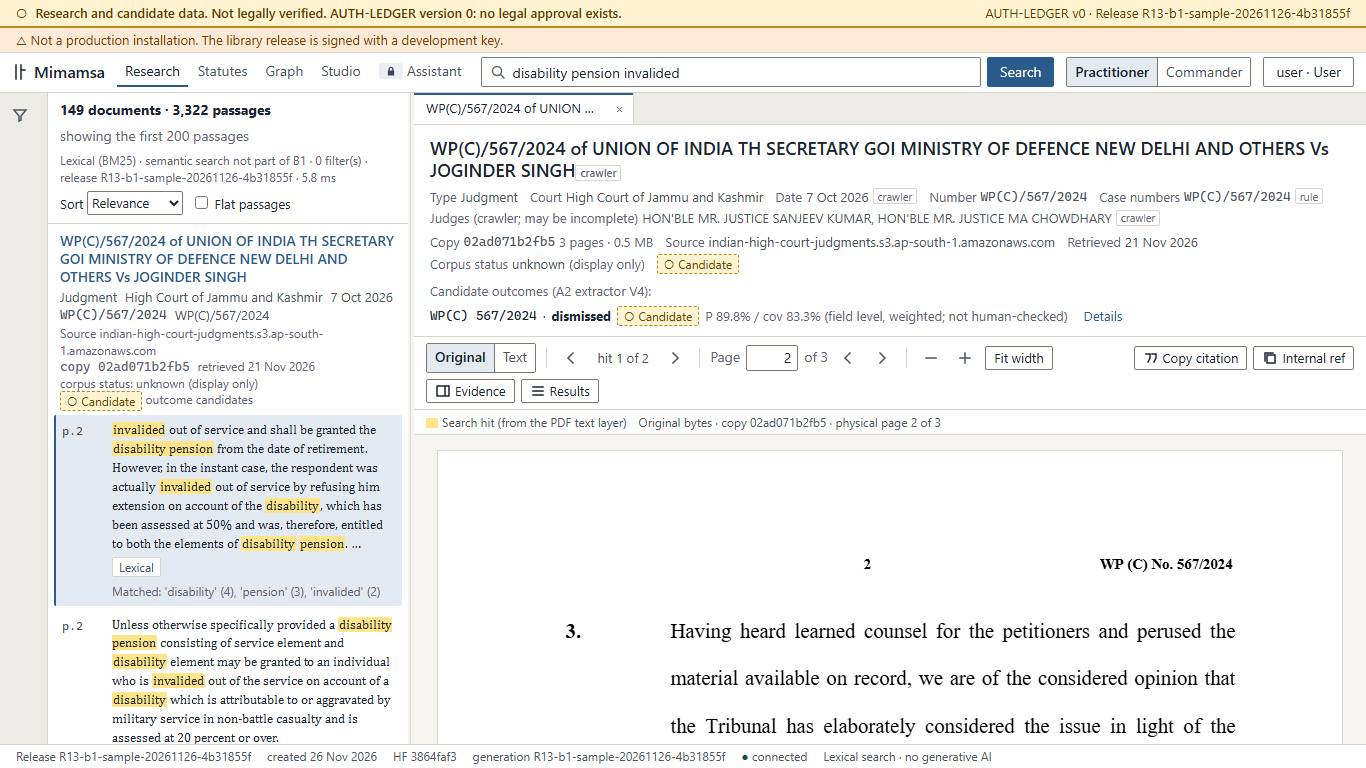 Research and candidate data. Not legally verified. AUTH-LEDGER version 0: no legal approval exists.
AUTH-LEDGER v0 · Release R13-b1-sample-20261126-4b31855f
⚠ Not a production installation. The library release is signed with a development key.
Mimamsa Research Statutes Graph Studio Assistant
disability pension invalided
Search
Practitioner Commander
user · User
149 documents · 3,322 passages
showing the first 200 passages
Lexical (BM25) · semantic search not part of B1 · 0 filter(s) ·
release R13-b1-sample-20261126-4b31855f · 5.8 ms
Sort Relevance Flat passages
WP(C)/567/2024 of UNION OF INDIA TH SECRETARY
GOI MINISTRY OF DEFENCE NEW DELHI AND
OTHERS Vs JOGINDER SINGH
Judgment High Court of Jammu and Kashmir 7 Oct 2026
WP(C)/567/2024 WP(C)/567/2024
Source indian-high-court-judgments.s3.ap-south-
1.amazonaws.com
copy 02ad071b2fb5 retrieved 21 Nov 2026
corpus status: unknown (display only)
Candidate outcome candidates
p.2
invalided out of service and shall be granted the
disability pension from the date of retirement.
However, in the instant case, the respondent was
actually invalided out of service by refusing him
extension on account of the disability, which has
been assessed at 50% and was, therefore, entitled
to both the elements of disability pension. ...
Lexical
Matched: 'disability' (4), 'pension' (3), 'invalided' (2)
p.2
Unless otherwise specifically provided a disability
pension consisting of service element and
disability element may be granted to an individual
who is invalided out of the service on account of a
disability which is attributable to or aggravated by
military service in non-battle casualty and is
assessed at 20 percent or over.
WP(C)/567/2024 of UNION ... ×
WP(C)/567/2024 of UNION OF INDIA TH SECRETARY GOI MINISTRY OF DEFENCE NEW DELHI AND OTHERS Vs
JOGINDER SINGH crawler
Type Judgment Court High Court of Jammu and Kashmir Date 7 Oct 2026 crawler Number WP(C)/567/2024 Case numbers WP(C)/567/2024 rule
Judges (crawler; may be incomplete) HON'BLE MR. JUSTICE SANJEEV KUMAR, HON'BLE MR. JUSTICE MA CHOWDHARY crawler
Copy 02ad071b2fb5 3 pages · 0.5 MB Source indian-high-court-judgments.s3.ap-south-1.amazonaws.com Retrieved 21 Nov 2026
Corpus status unknown (display only) Candidate
Candidate outcomes (A2 extractor V4):
WP(C) 567/2024 · dismissed Candidate P 89.8% / cov 83.3% (field level, weighted; not human-checked) Details
Original Text hit 1 of 2 Page 2 of 3 Fit width Copy citation Internal ref
Evidence Results
Search hit (from the PDF text layer) Original bytes · copy 02ad071b2fb5 · physical page 2 of 3
2 WP (C) No. 567/2024
3. Having heard learned counsel for the petitioners and perused the
material available on record, we are of the considered opinion that
the Tribunal has elaborately considered the issue in light of the
Release R13-b1-sample-20261126-4b31855f created 26 Nov 2026 HF 3864faf3 generation R13-b1-sample-20261126-4b31855f ● connected Lexical search · no generative AI